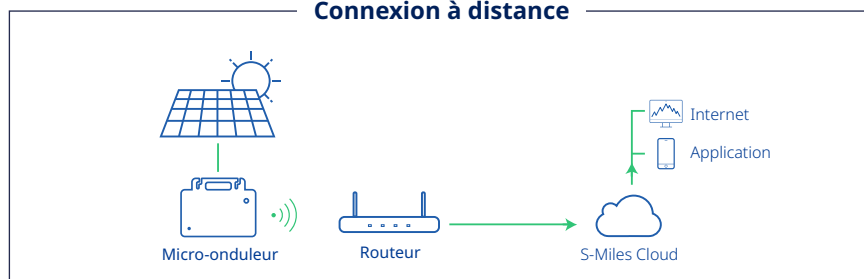 Connexion à distance
Internet
Application
Micro-onduleur
Routeur
S-Miles Cloud